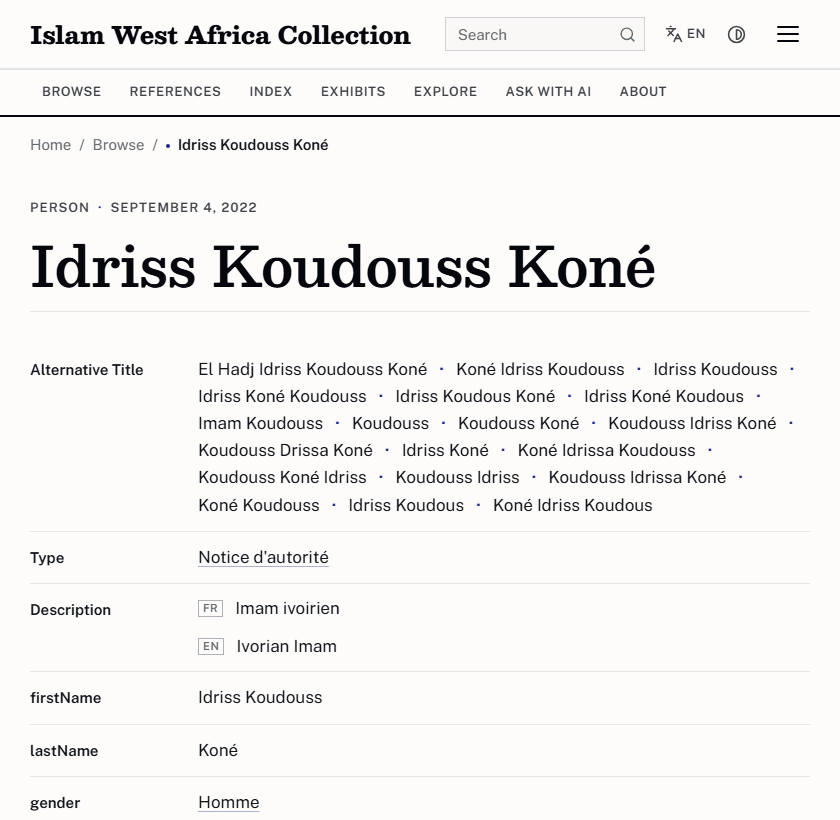 Islam West Africa Collection
Search
EN
BROWSE REFERENCES INDEX EXHIBITS EXPLORE ASK WITH AI ABOUT
Home / Browse / • Idriss Koudouss Koné
PERSON · SEPTEMBER 4, 2022
Idriss Koudouss Koné
Alternative Title El Hadj Idriss Koudouss Koné · Koné Idriss Koudouss · Idriss Koudouss ·
Idriss Koné Koudouss · Idriss Koudous Koné · Idriss Koné Koudous ·
Imam Koudouss · Koudouss · Koudouss Koné · Koudouss Idriss Koné ·
Koudouss Drissa Koné · Idriss Koné · Koné Idrissa Koudouss ·
Koudouss Koné Idriss · Koudouss Idriss · Koudouss Idrissa Koné ·
Koné Koudouss · Idriss Koudous · Koné Idriss Koudous
Type Notice d'autorité
Description FR Imam ivoirien
EN Ivorian Imam
firstName Idriss Koudouss
lastName Koné
gender Homme